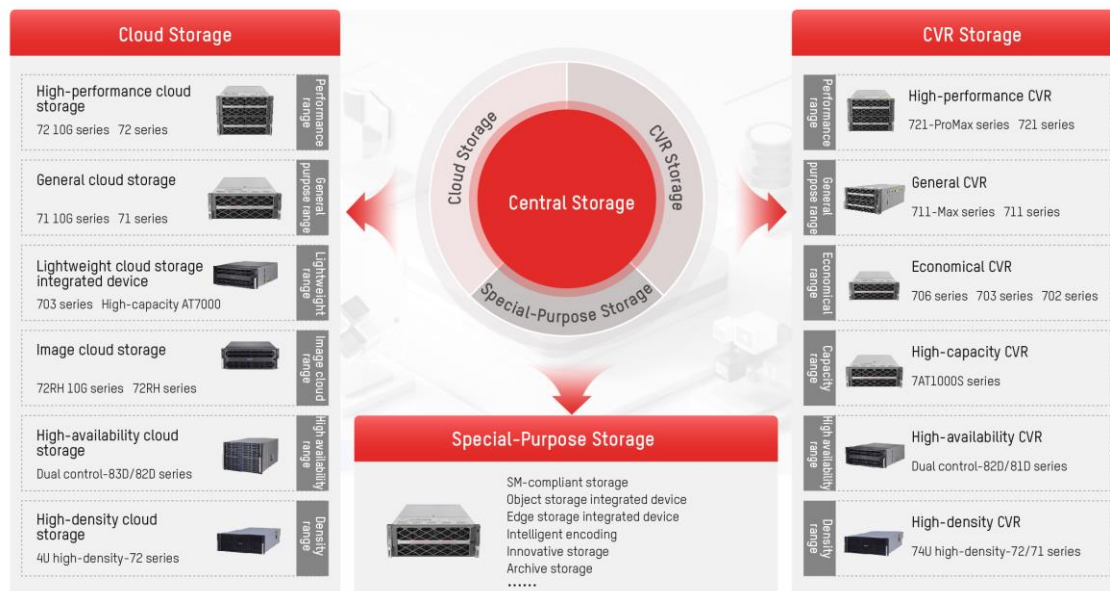 Cloud Storage
High-performance cloud
storage
72 10G series 72 series
Performance
range
General cloud storage
71 10G series 71 series
General
purpose range
Lightweight cloud storage
integrated device
703 series High-capacity AT7000
Lightweight
range
Image cloud storage
72RH 10G series 72RH series
Image cloud
range
High-availability cloud
storage
Dual control-83D/82D series
High availability
range
High-density cloud
storage
4U high-density-72 series
Density
range
Cloud Storage
CVR Storage
Special-Purpose Storage
Central Storage
Special-Purpose Storage
SM-compliant storage
Object storage integrated device
Edge storage integrated device
Intelligent encoding
Innovative storage
Archive storage
······
CVR Storage
Performance
range
High-performance CVR
721-ProMax series 721 series
General
purpose range
General CVR
711-Max series 711 series
Economical
range
Economical CVR
706 series 703 series 702 series
Capacity
range
High-capacity CVR
7AT1000S series
High availability
range
High-availability CVR
Dual control-82D/81D series
Density
range
High-density CVR
74U high-density-72/71 series